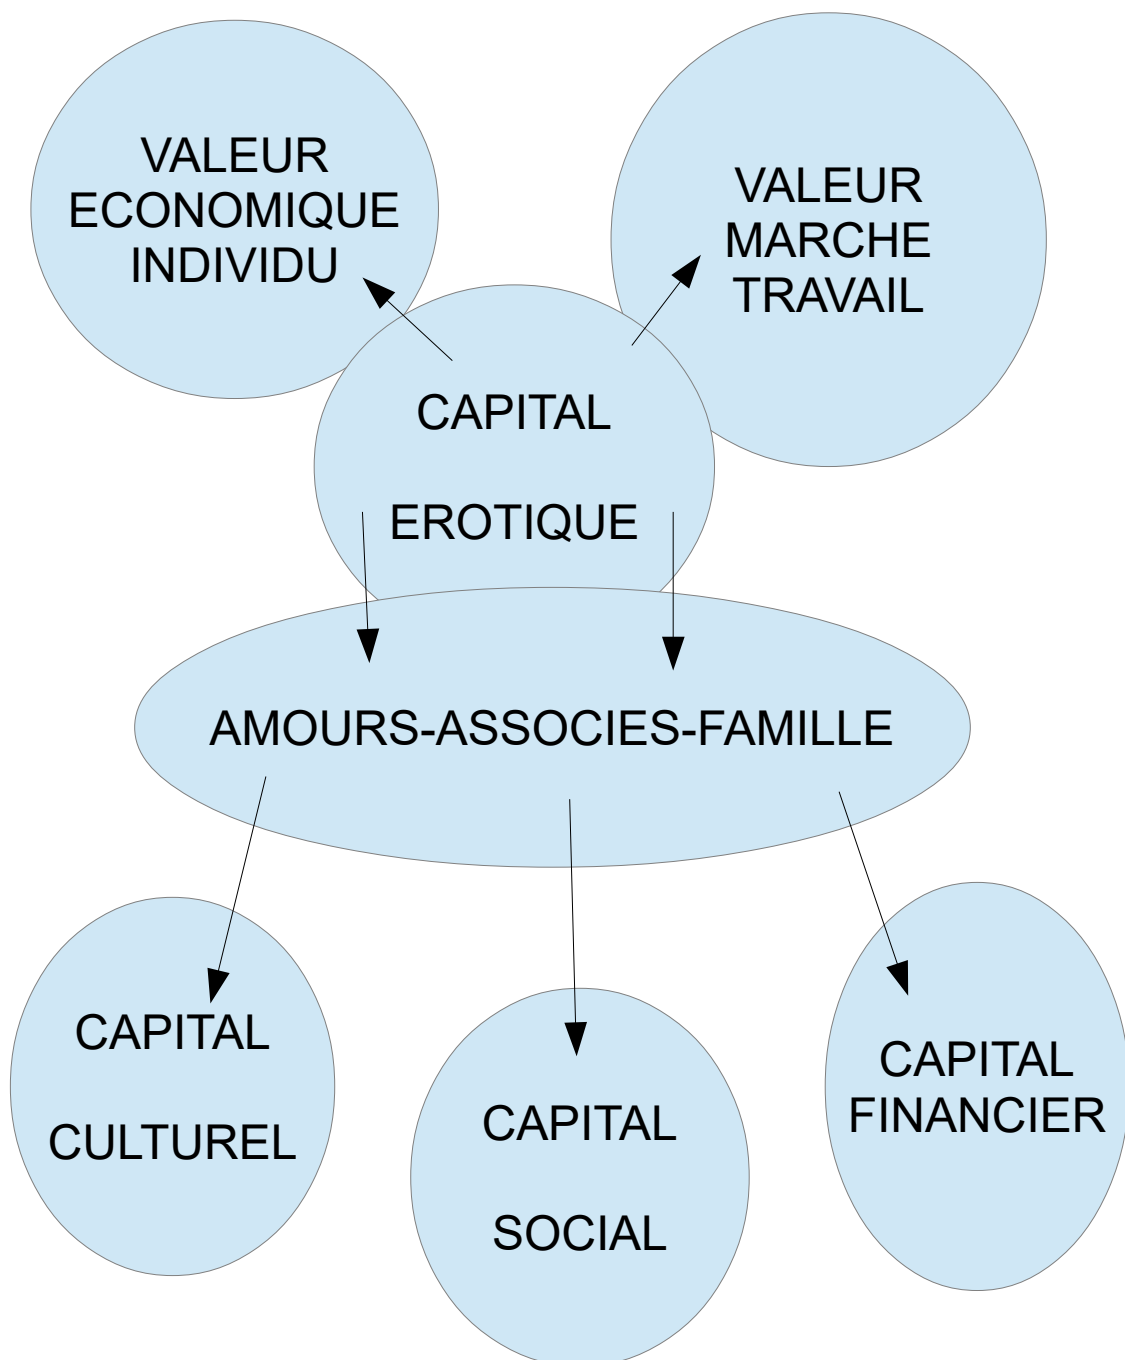 VALEUR
ECONOMIQUE
INDIVIDU
VALEUR
MARCHE
TRAVAIL
CAPITAL
EROTIQUE
AMOURS-ASSOCIES-FAMILLE
CAPITAL
CULTUREL
CAPITAL
SOCIAL
CAPITAL
FINANCIER